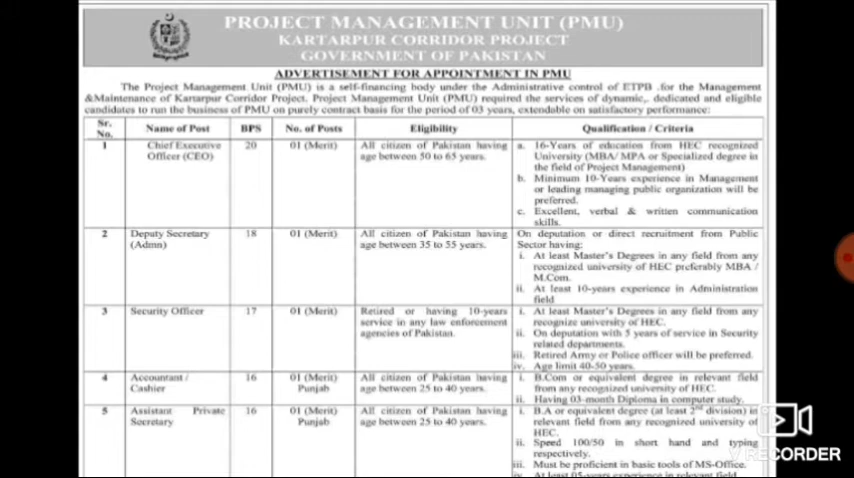 PROJECT MANAGEMENT UNIT (PMU)
KARTARPUR CORRIDOR PROJECT
GOVERNMENT OF PAKISTAN
ADVERTISEMENT FOR APPOINTMENT IN PMU
The Project Management Unit (PMU) is a self-financing body under the Administrative control of ETPB .for the Management
&Maintenance of Kartarpur Corridor Project. Project Management Unit (PMU) required the services of dynamic,. dedicated and eligible
candidates to run the business of PMU on purely contract basis for the period of 03 years, extendable on satisfactory performance:
Sr. No. Name of Post BPS No. of Posts Eligibility Qualification / Criteria
1 Chief Executive Officer (CEO) 20 01 (Merit) All citizen of Pakistan having age between 50 to 65 years.
a. 16-Years of education from HEC recognized
University (MBA/ MPA or Specialized degree in
the field of Project Management)
b. Minimum 10-Years experience in Management
or leading managing public organization will be
preferred.
c. Excellent, verbal & written communication
skills.
2 Deputy Secretary (Admn) 18 01 (Merit) All citizen of Pakistan having age between 35 to 55 years.
On deputation or direct recruitment from Public
Sector having:
i. At least Master's Degrees in any field from any
recognized university of HEC preferably MBA /
M.Com.
ii. At least 10-years experience in Administration
field
3 Security Officer 17 01 (Merit) Retired or having 10-years service in any law enforcement agencies of Pakistan.
i. At least Master's Degrees in any field from any
recognize university of HEC.
ii. On deputation with 5 years of service in Security
related departments.
iii. Retired Army or Police officer will be preferred.
iv. Age limit 40-50 years.
4 Accountant / Cashier 16 01 (Merit) Punjab All citizen of Pakistan having age between 25 to 40 years.
i. B.Com or equivalent degree in relevant field
from any recognized university of HEC.
ii. Having 03-month Diploma in computer study.
5 Assistant Private Secretary 16 01 (Merit) Punjab All citizen of Pakistan having age between 25 to 40 years.
i. B.A or equivalent degree (at least 2nd division) in
relevant field from any recognized university of
HEC.
ii. Speed 100/50 in short hand and typing
respectively.
iii. Must be proficient in basic tools of MS-Office.
iv. At least 05-years experience in relevant field
V RECORDER